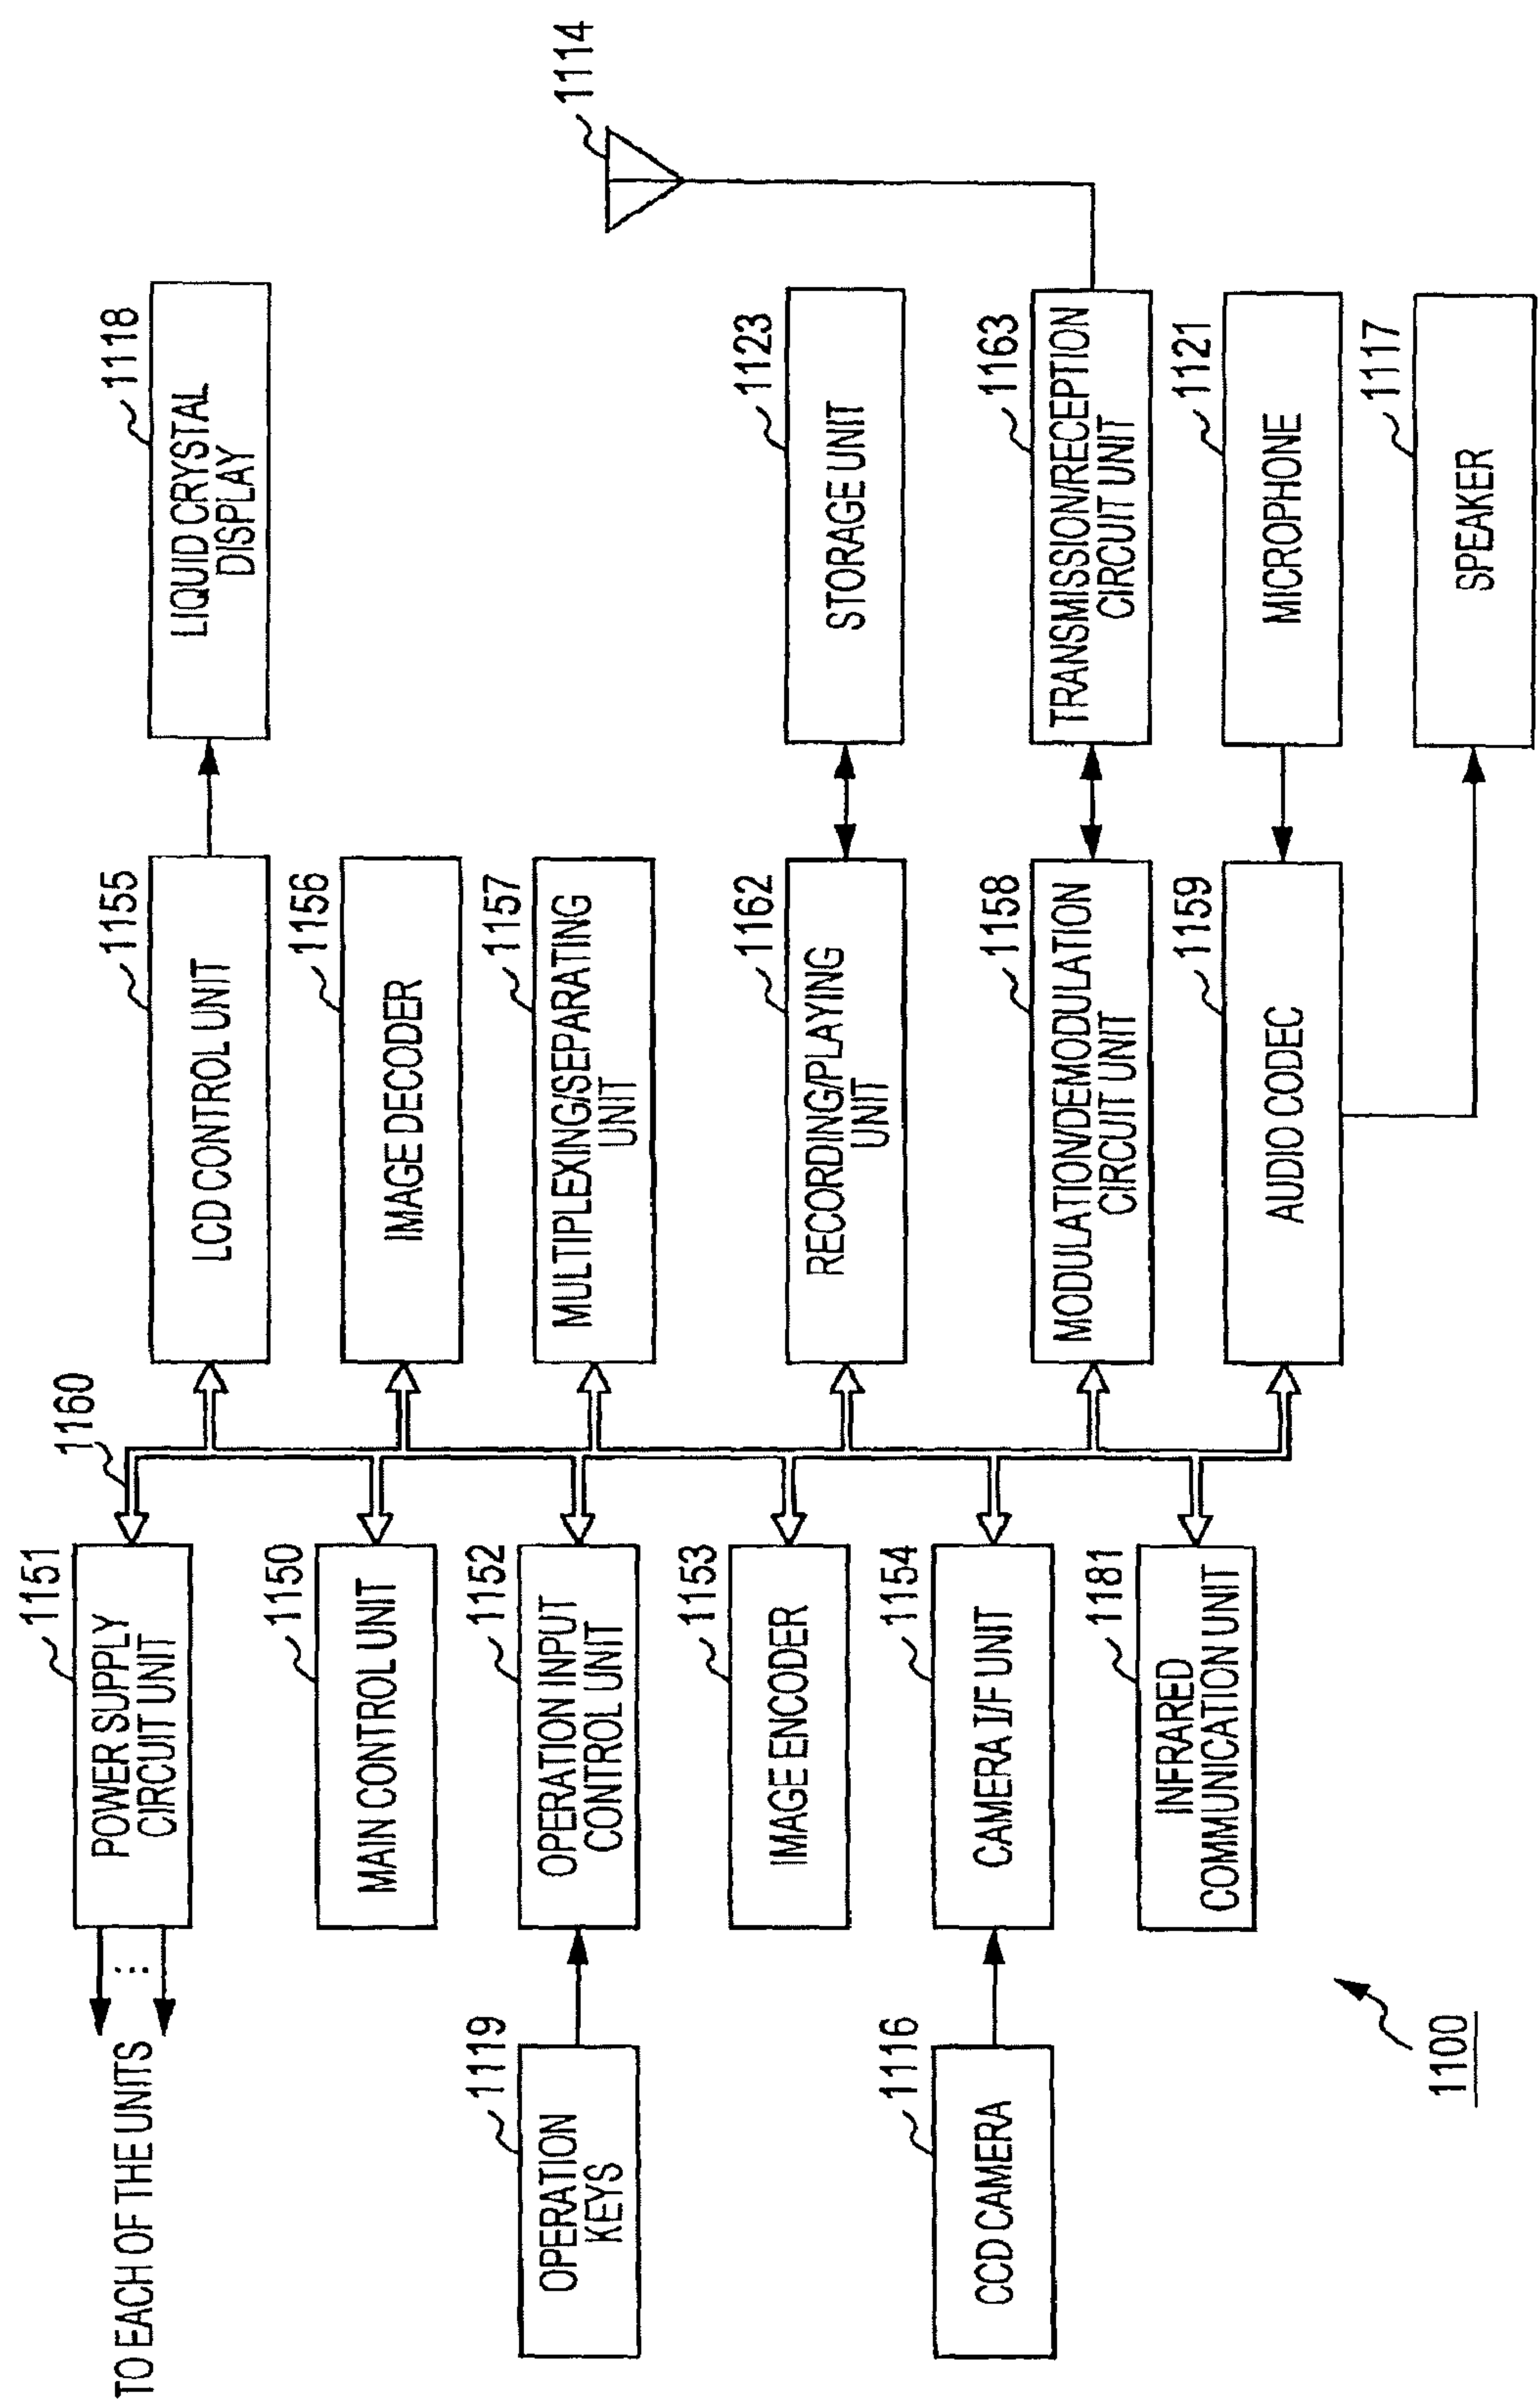 TO EACH OF THE UNITS
1151
POWER SUPPLY
CIRCUIT UNIT
1160
1155
LCD CONTROL UNIT
1118
LIQUID CRYSTAL
DISPLAY
1150
MAIN CONTROL UNIT
1156
IMAGE DECODER
1119
OPERATION
KEYS
1152
OPERATION INPUT
CONTROL UNIT
1157
MULTIPLEXING/SEPARATING
UNIT
1114
1153
IMAGE ENCODER
1162
RECORDING/PLAYING
UNIT
1123
STORAGE UNIT
1116
CCD CAMERA
1154
CAMERA I/F UNIT
1158
MODULATION/DEMODULATION
CIRCUIT UNIT
1163
TRANSMISSION/RECEPTION
CIRCUIT UNIT
1181
INFRARED
COMMUNICATION UNIT
1159
AUDIO CODEC
1121
MICROPHONE
1117
SPEAKER
1100